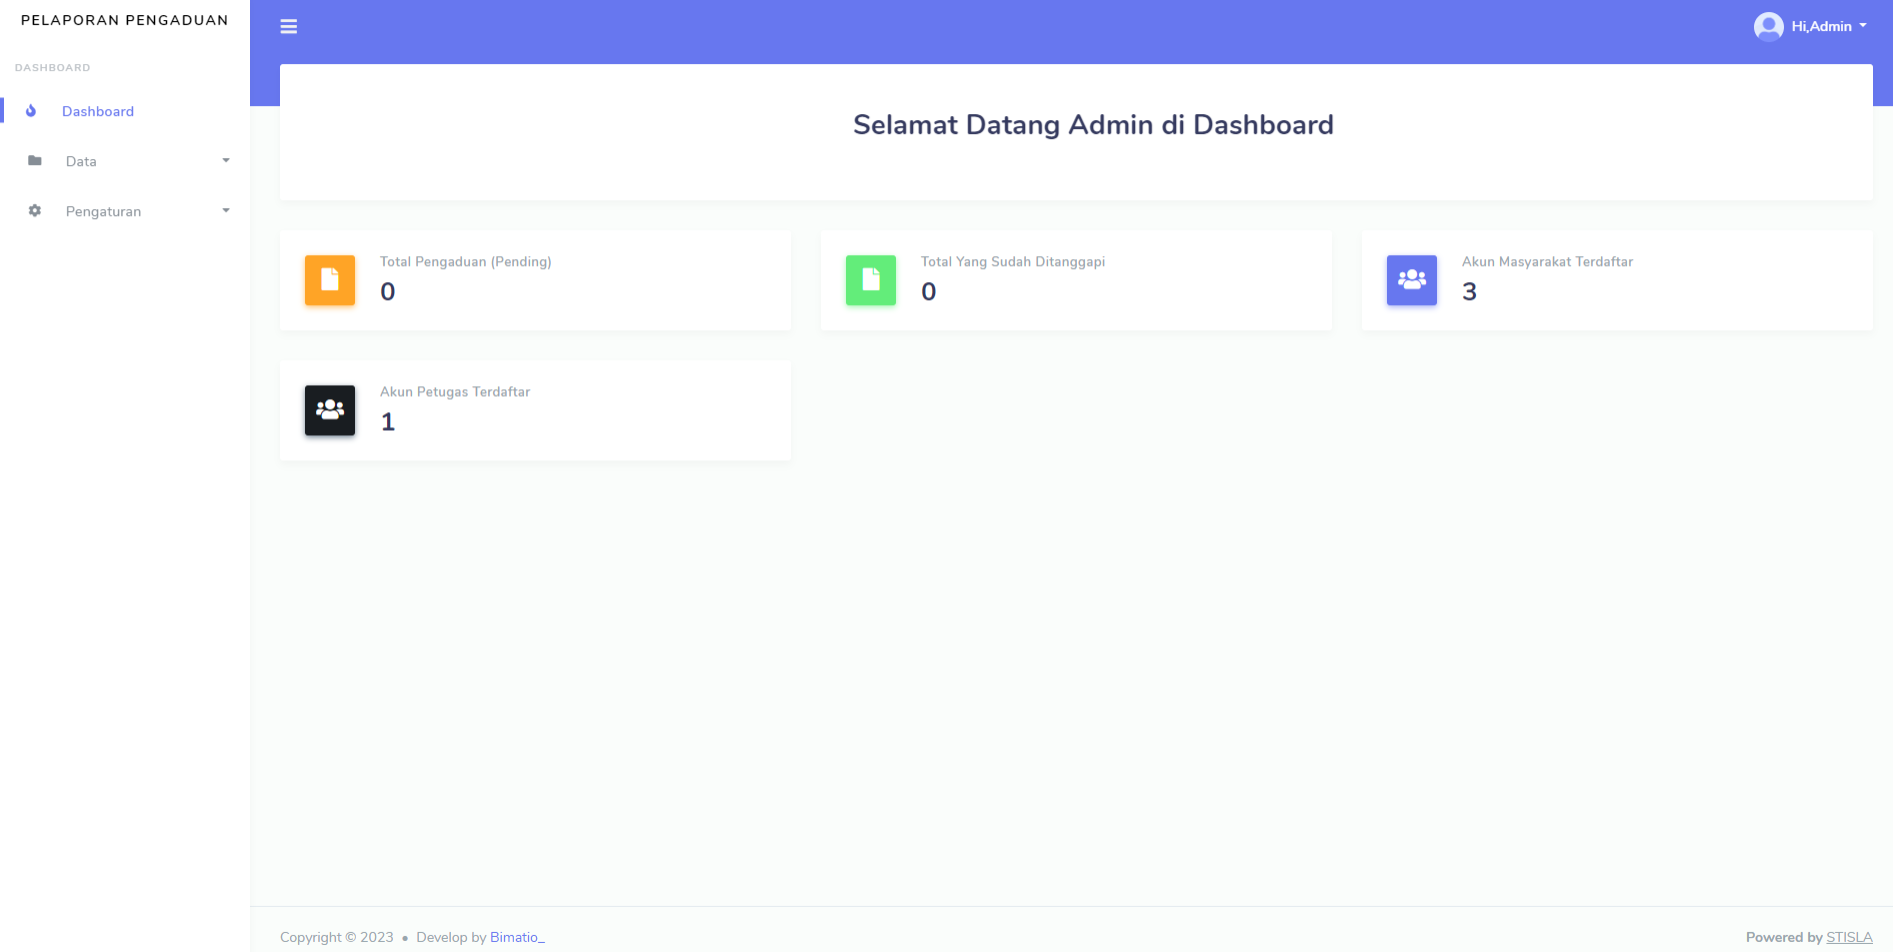 PELAPORAN PENGADUAN
DASHBOARD
Dashboard
Data
Pengaturan
Hi,Admin
Selamat Datang Admin di Dashboard
Total Pengaduan (Pending)
0
Total Yang Sudah Ditanggapi
0
Akun Masyarakat Terdaftar
3
Akun Petugas Terdaftar
1
Copyright © 2023 • Develop by Bimatio_
Powered by STISLA